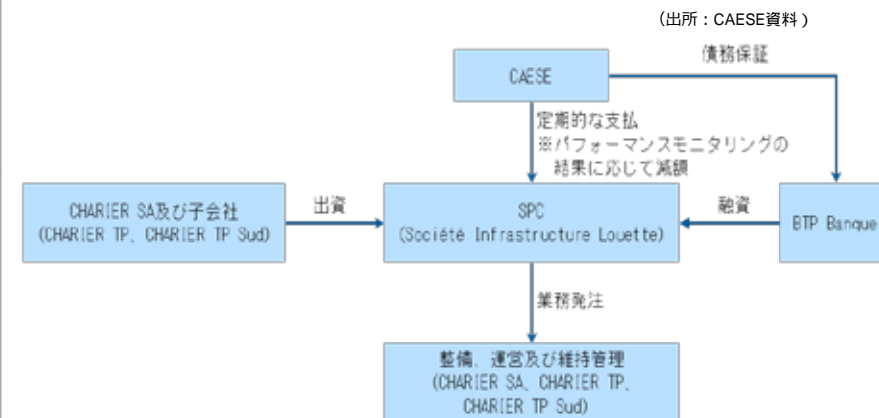 (出所：CAESE資料)
債務保証
CAESE
定期的な支払
※パフォーマンスモニタリングの
結果に応じて減額
CHARIER SA及び子会社
(CHARIER TP、CHARIER TP Sud)
出資
SPC
(Société Infrastructure Louette)
融資
BTP Banque
業務発注
整備、運営及び維持管理
(CHARIER SA、CHARIER TP、
CHARIER TP Sud)